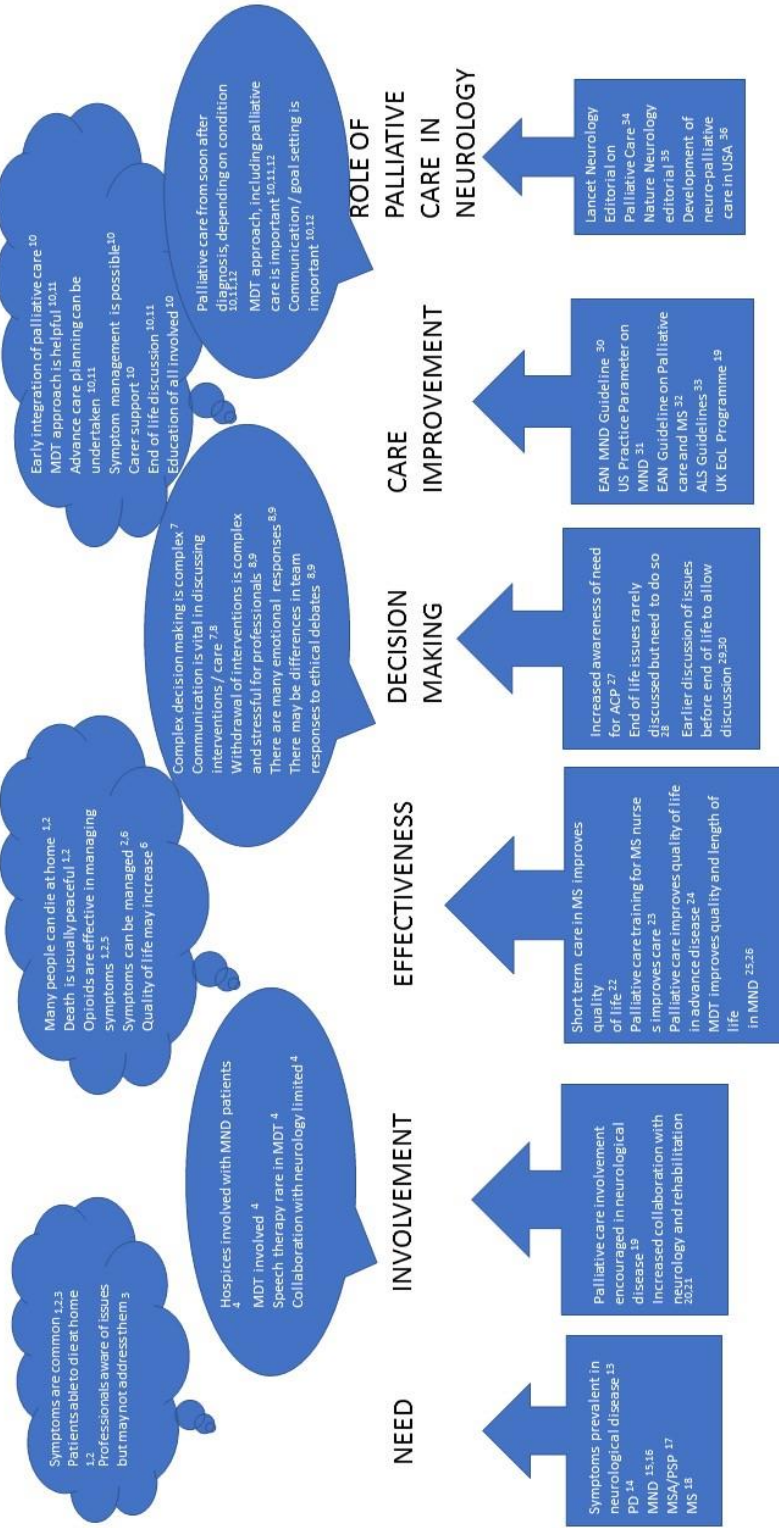 Symptoms are common 1,2,3
Patients able to die at home
1,2
Professionals aware of issues
but may not address them 3
Hospices involved with MND patients
4
MDT involved 4
Speech therapy rare in MDT 4
Collaboration with neurology limited 4
Many people can die at home 1,2
Death is usually peaceful 1,2
Opioids are effective in managing
symptoms 1,2,5
Symptoms can be managed 2,6
Quality of life may increase 6
Complex decision making is complex 7
Communication is vital in discussing
interventions / care 7,8
Withdrawal of interventions is complex
and stressful for professionals 8,9
There are many emotional responses 8,9
There may be differences in team
responses to ethical debates 8,9
Early integration of palliative care 10
MDT approach is helpful 10,11
Advance care planning can be
undertaken 10,11
Symptom management is possible 10
Carer support 10
End of life discussion 10,11
Education of all involved 10
Palliative care from soon after
diagnosis, depending on condition
10,11,12
MDT approach, including palliative
care is important 10,11,12
Communication / goal setting is
important 10,12
NEED
INVOLVEMENT
EFFECTIVENESS
DECISION
MAKING
CARE
IMPROVEMENT
ROLE OF
PALLIATIVE
CARE IN
NEUROLOGY
Symptoms prevalent in
neurological disease 13
PD 14
MND 15,16
MSA/PSP 17
MS 18
Palliative care involvement
encouraged in neurological
disease 19
Increased collaboration with
neurology and rehabilitation
20,21
Short term care in MS improves
quality
of life 22
Palliative care training for MS nurse
s improves care 23
Palliative care improves quality of life
in advance disease 24
MDT improves quality and length of
life
in MND 25,26
Increased awareness of need
for ACP 27
End of life issues rarely
discussed but need to do so
28
Earlier discussion of issues
before end of life to allow
discussion 29,30
EAN MND Guideline 30
US Practice Parameter on
MND 31
EAN Guideline on Palliative
care and MS 32
ALS Guidelines 33
UK EoL Programme 19
Lancet Neurology
Editorial on
Palliative Care 34
Nature Neurology
editorial 35
Development of
neuro-palliative
care in USA 36